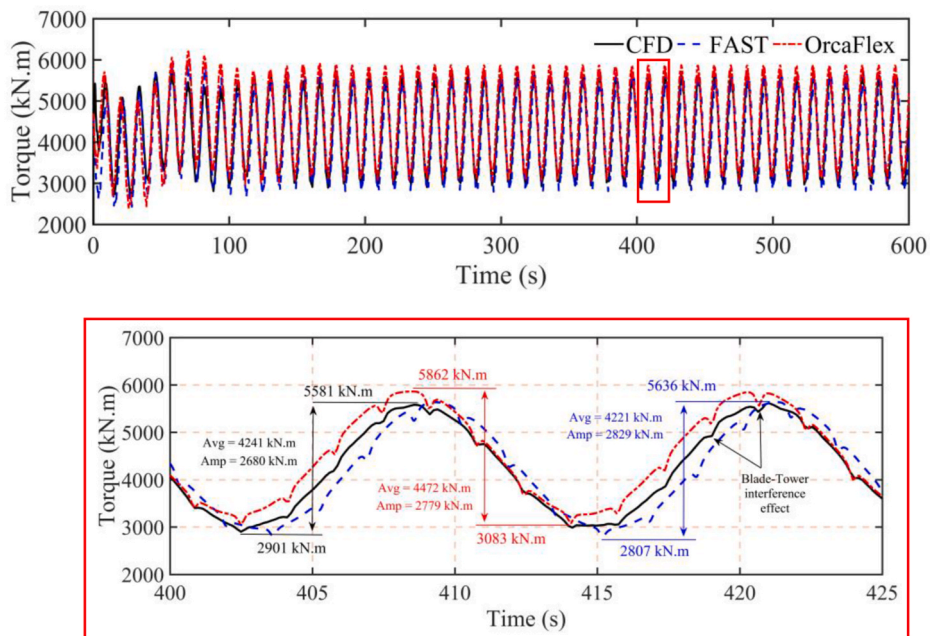 7000
6000
5000
4000
3000
2000
Torque (kN.m)
CFD FAST OrcaFlex
0 100 200 300 400 500 600
Time (s)
7000
6000
5000
4000
3000
2000
Torque (kN.m)
5581 kN.m
5862 kN.m
5636 kN.m
Avg = 4241 kN.m
Amp = 2680 kN.m
Avg = 4472 kN.m
Amp = 2779 kN.m
Avg = 4221 kN.m
Amp = 2829 kN.m
Blade-Tower
interference
effect
2901 kN.m
3083 kN.m
2807 kN.m
400 405 410 415 420 425
Time (s)